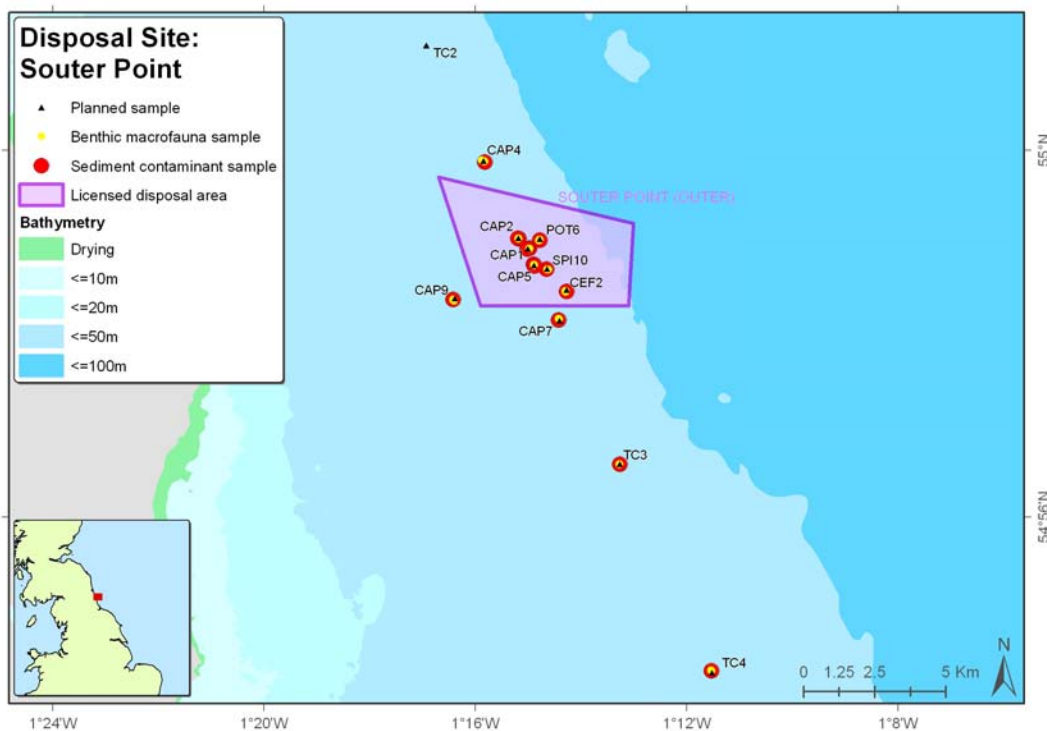 Disposal Site:
Souter Point
Planned sample
Benthic macrofauna sample
Sediment contaminant sample
Licensed disposal area
Bathymetry
Drying
<=10m
<=20m
<=50m
<=100m
TC2
CAP4
SOUTER POINT (OUTER)
CAP2
POT6
CAP1
SPI10
CAP5
CEF2
CAP9
CAP7
TC3
TC4
55°N
54°56'N
N
0 1.25 2.5 5 Km
1°24'W 1°20'W 1°16'W 1°12'W 1°8'W